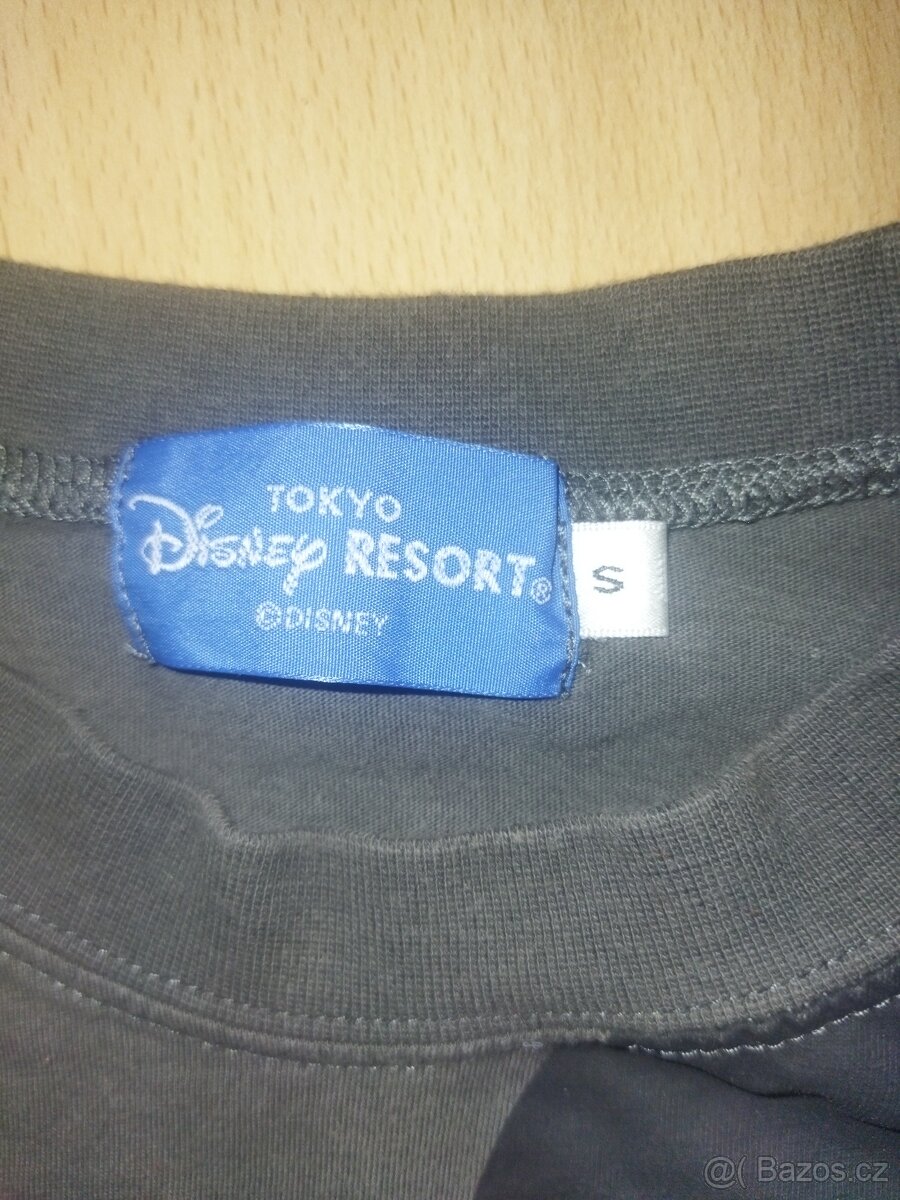 TOKYO
Disney RESORT®
©DISNEY
S
@( Bazos.cz